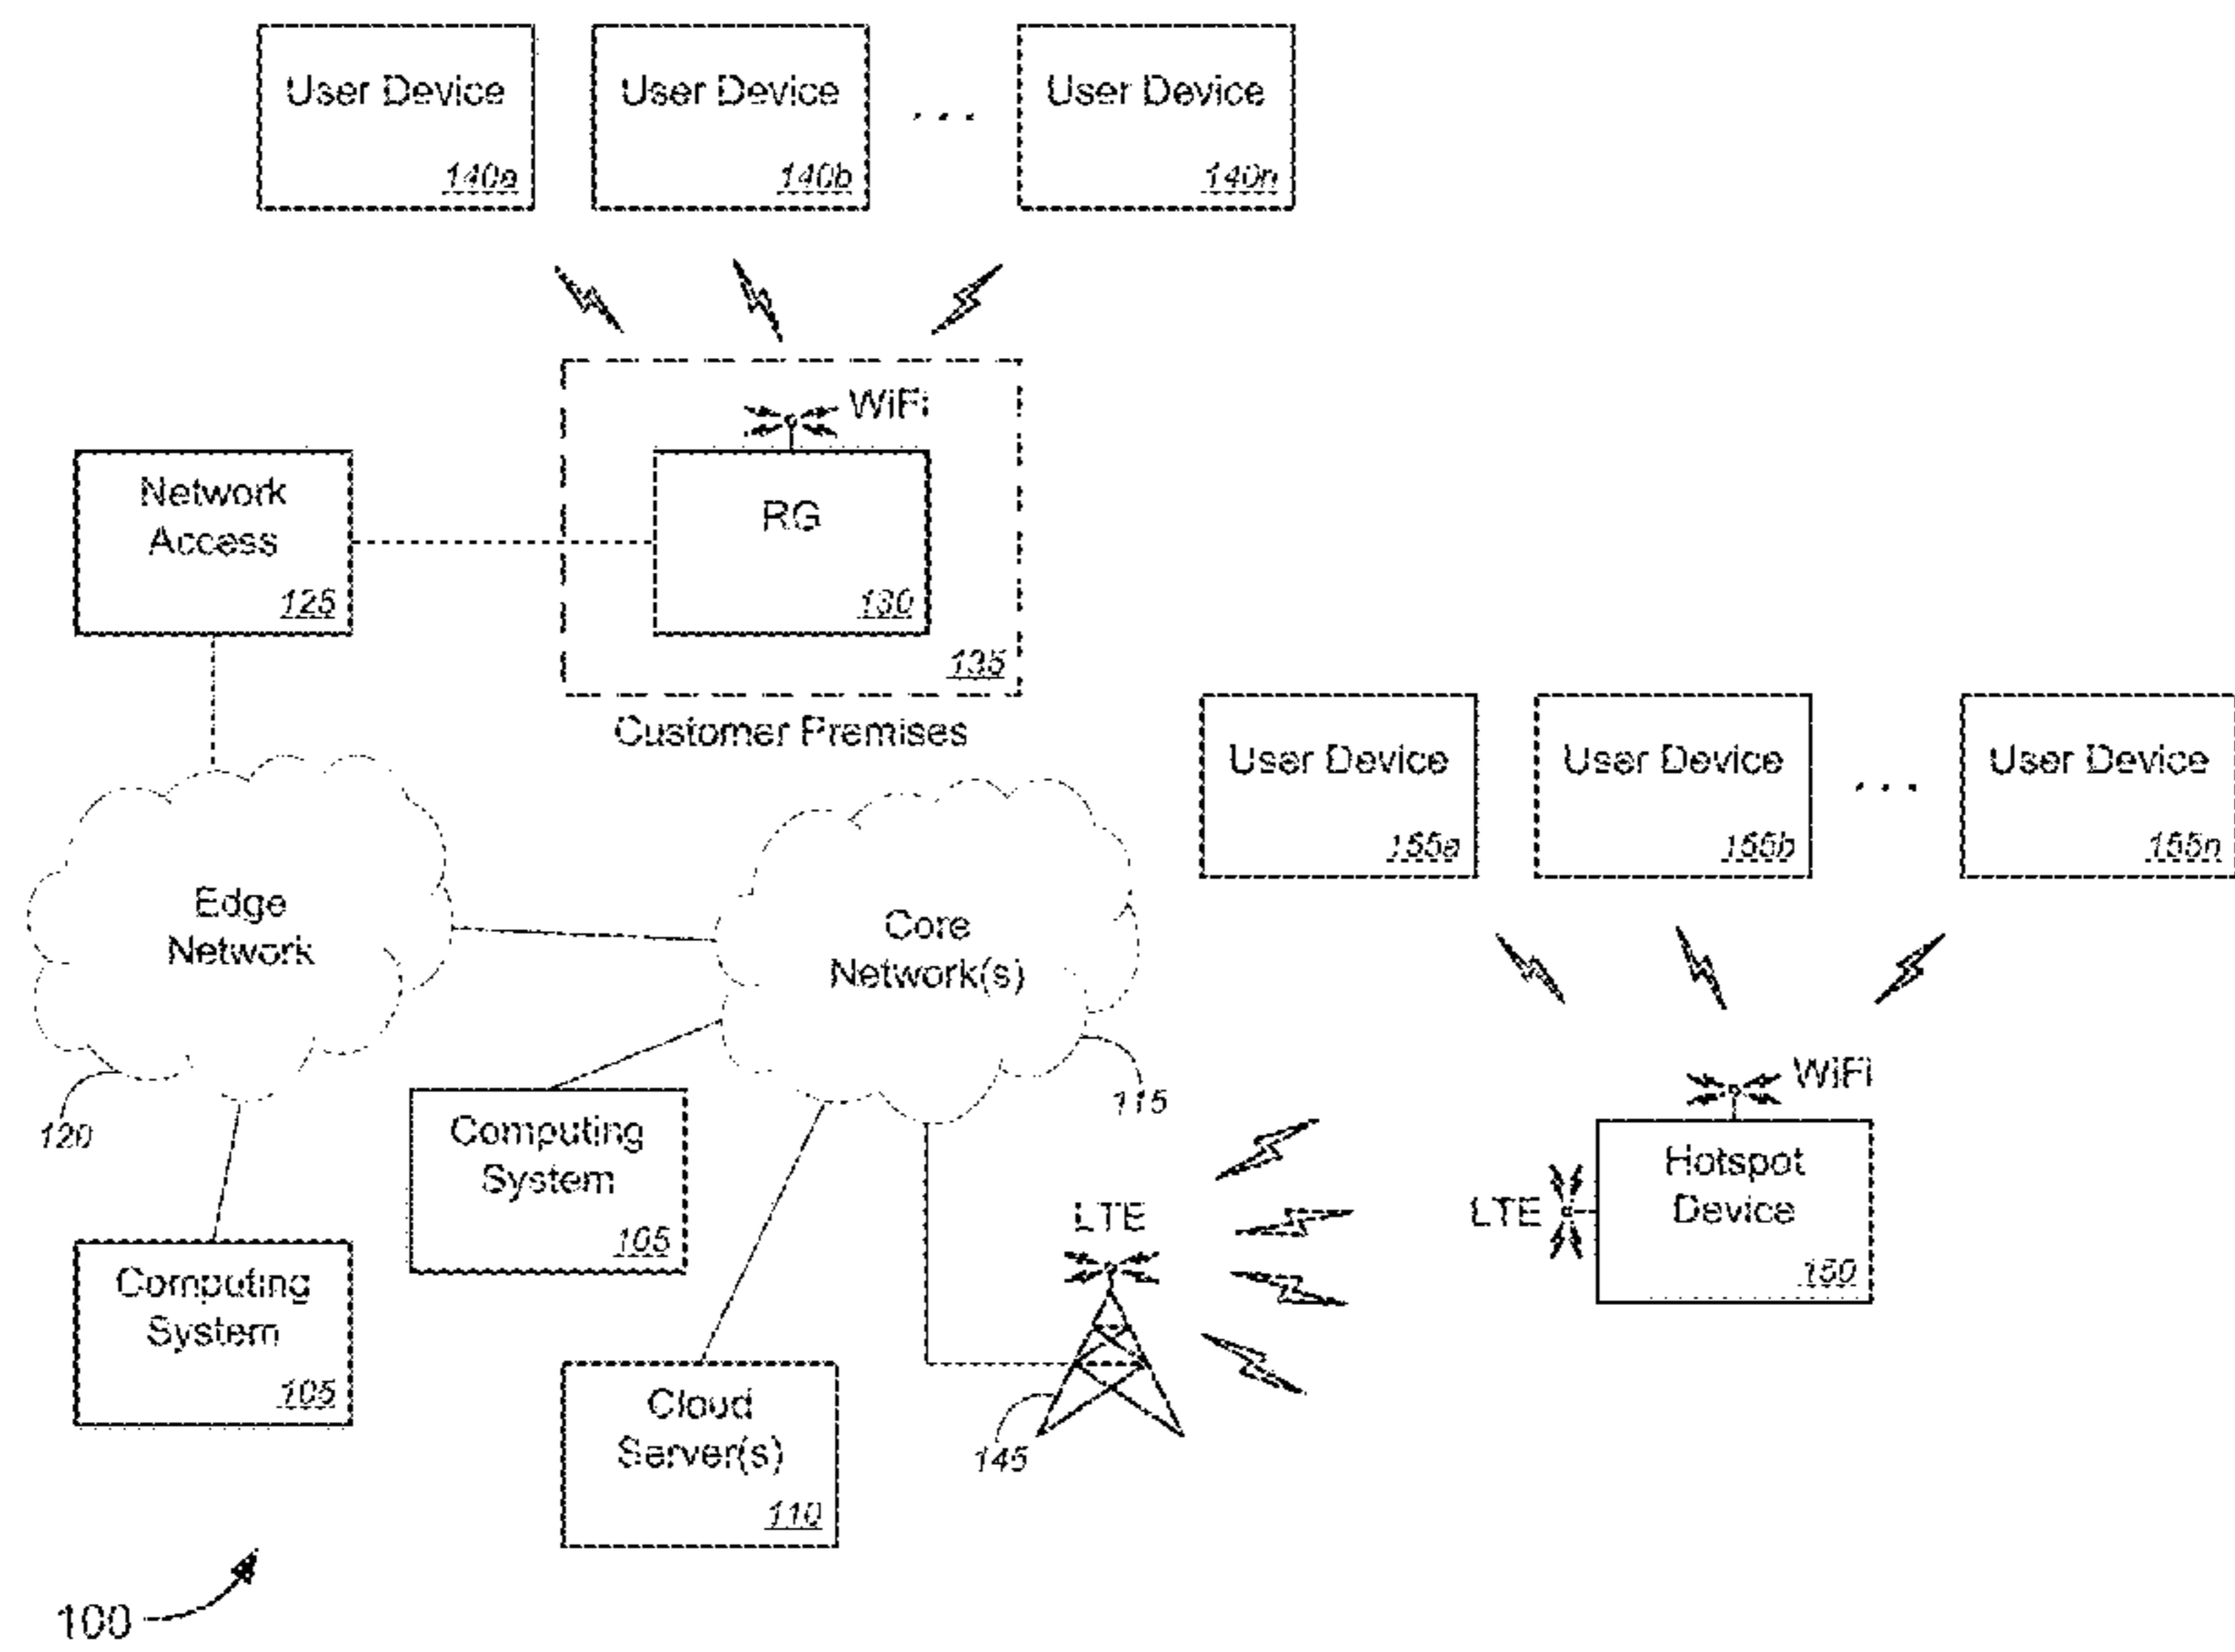 User Device
140a
User Device
140b
. . .
User Device
140n
WiFi
Network
Access
125
RG
130
135
Customer Premises
User Device
155a
User Device
155b
. . .
User Device
155n
Edge
Network
120
Core
Network(s)
115
Computing
System
105
Computing
System
105
Cloud
Server(s)
110
LTE
145
WiFi
LTE
Hotspot
Device
150
100